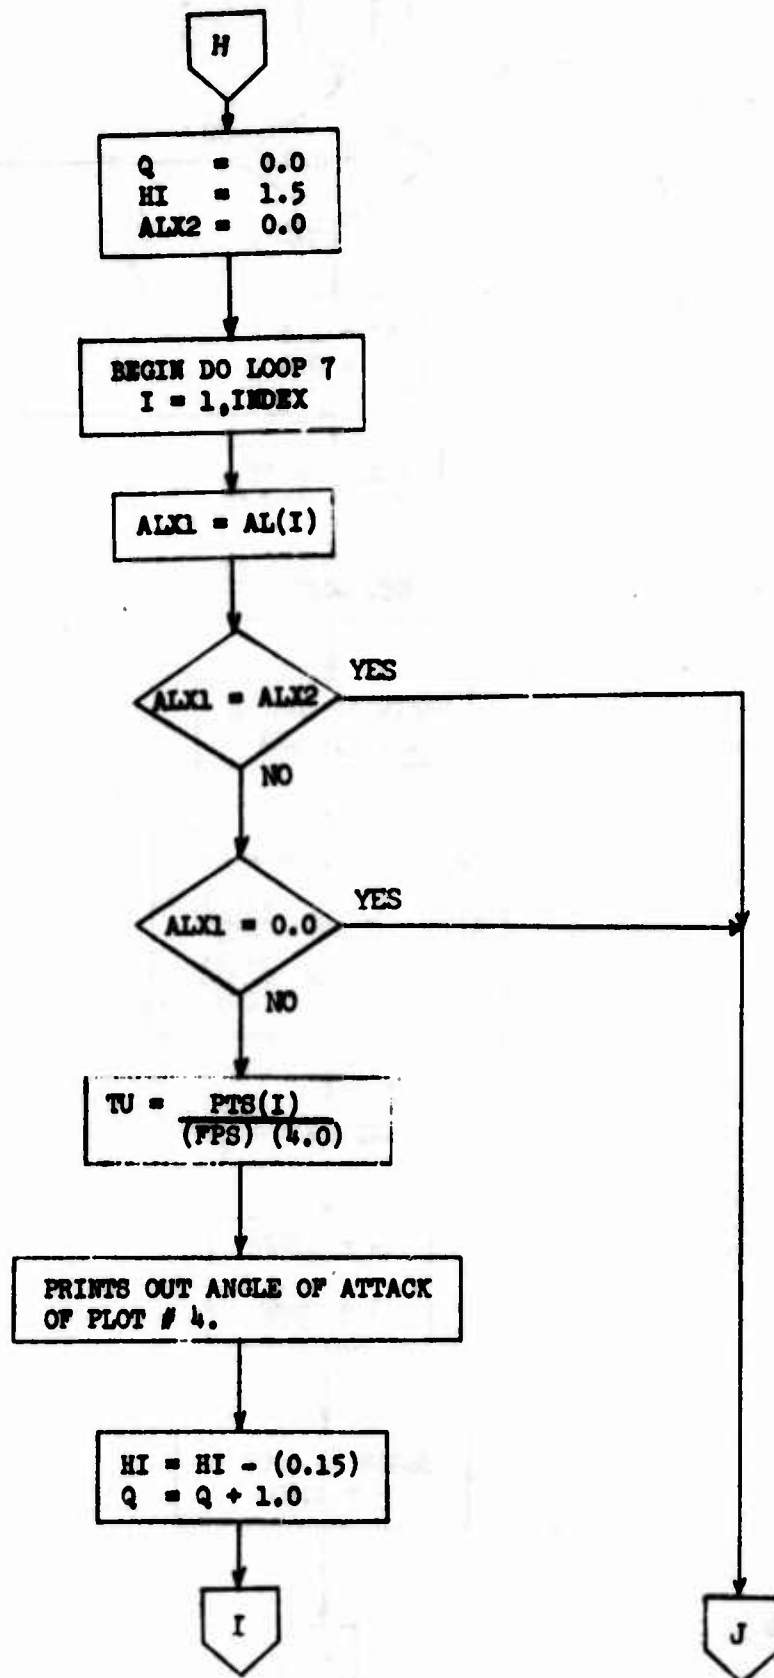 H
Q = 0.0
HI = 1.5
ALX2 = 0.0
BEGIN DO LOOP 7
I = 1,INDEX
ALX1 = AL(I)
YES
ALX1 = ALX2
NO
YES
ALX1 = 0.0
NO
TU = PTS(I)
(FPS) (4.0)
PRINTS OUT ANGLE OF ATTACK
OF PLOT # 4.
HI = HI - (0.15)
Q = Q + 1.0
I
J